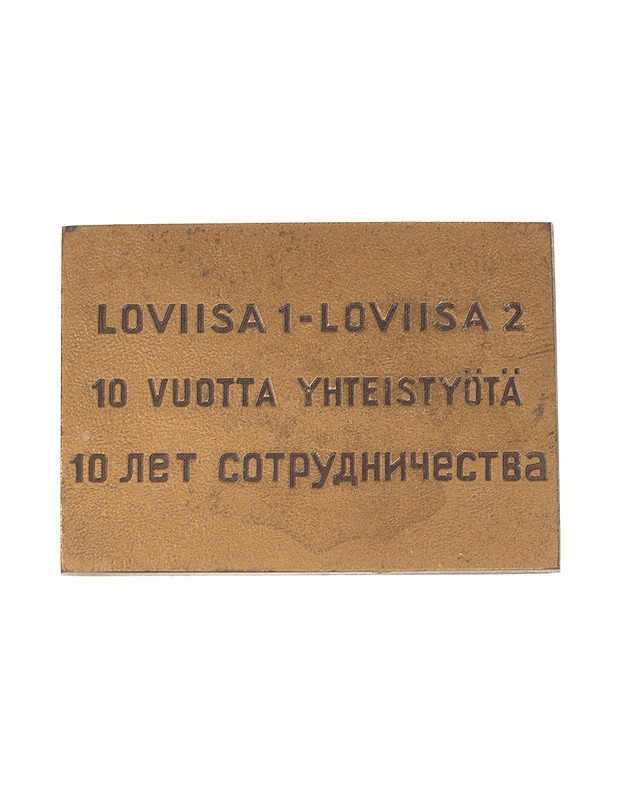 LOVIISA 1-LOVIISA 2
10 VUOTTA YHTEISTYÖTÄ
10 лет сотрудничества